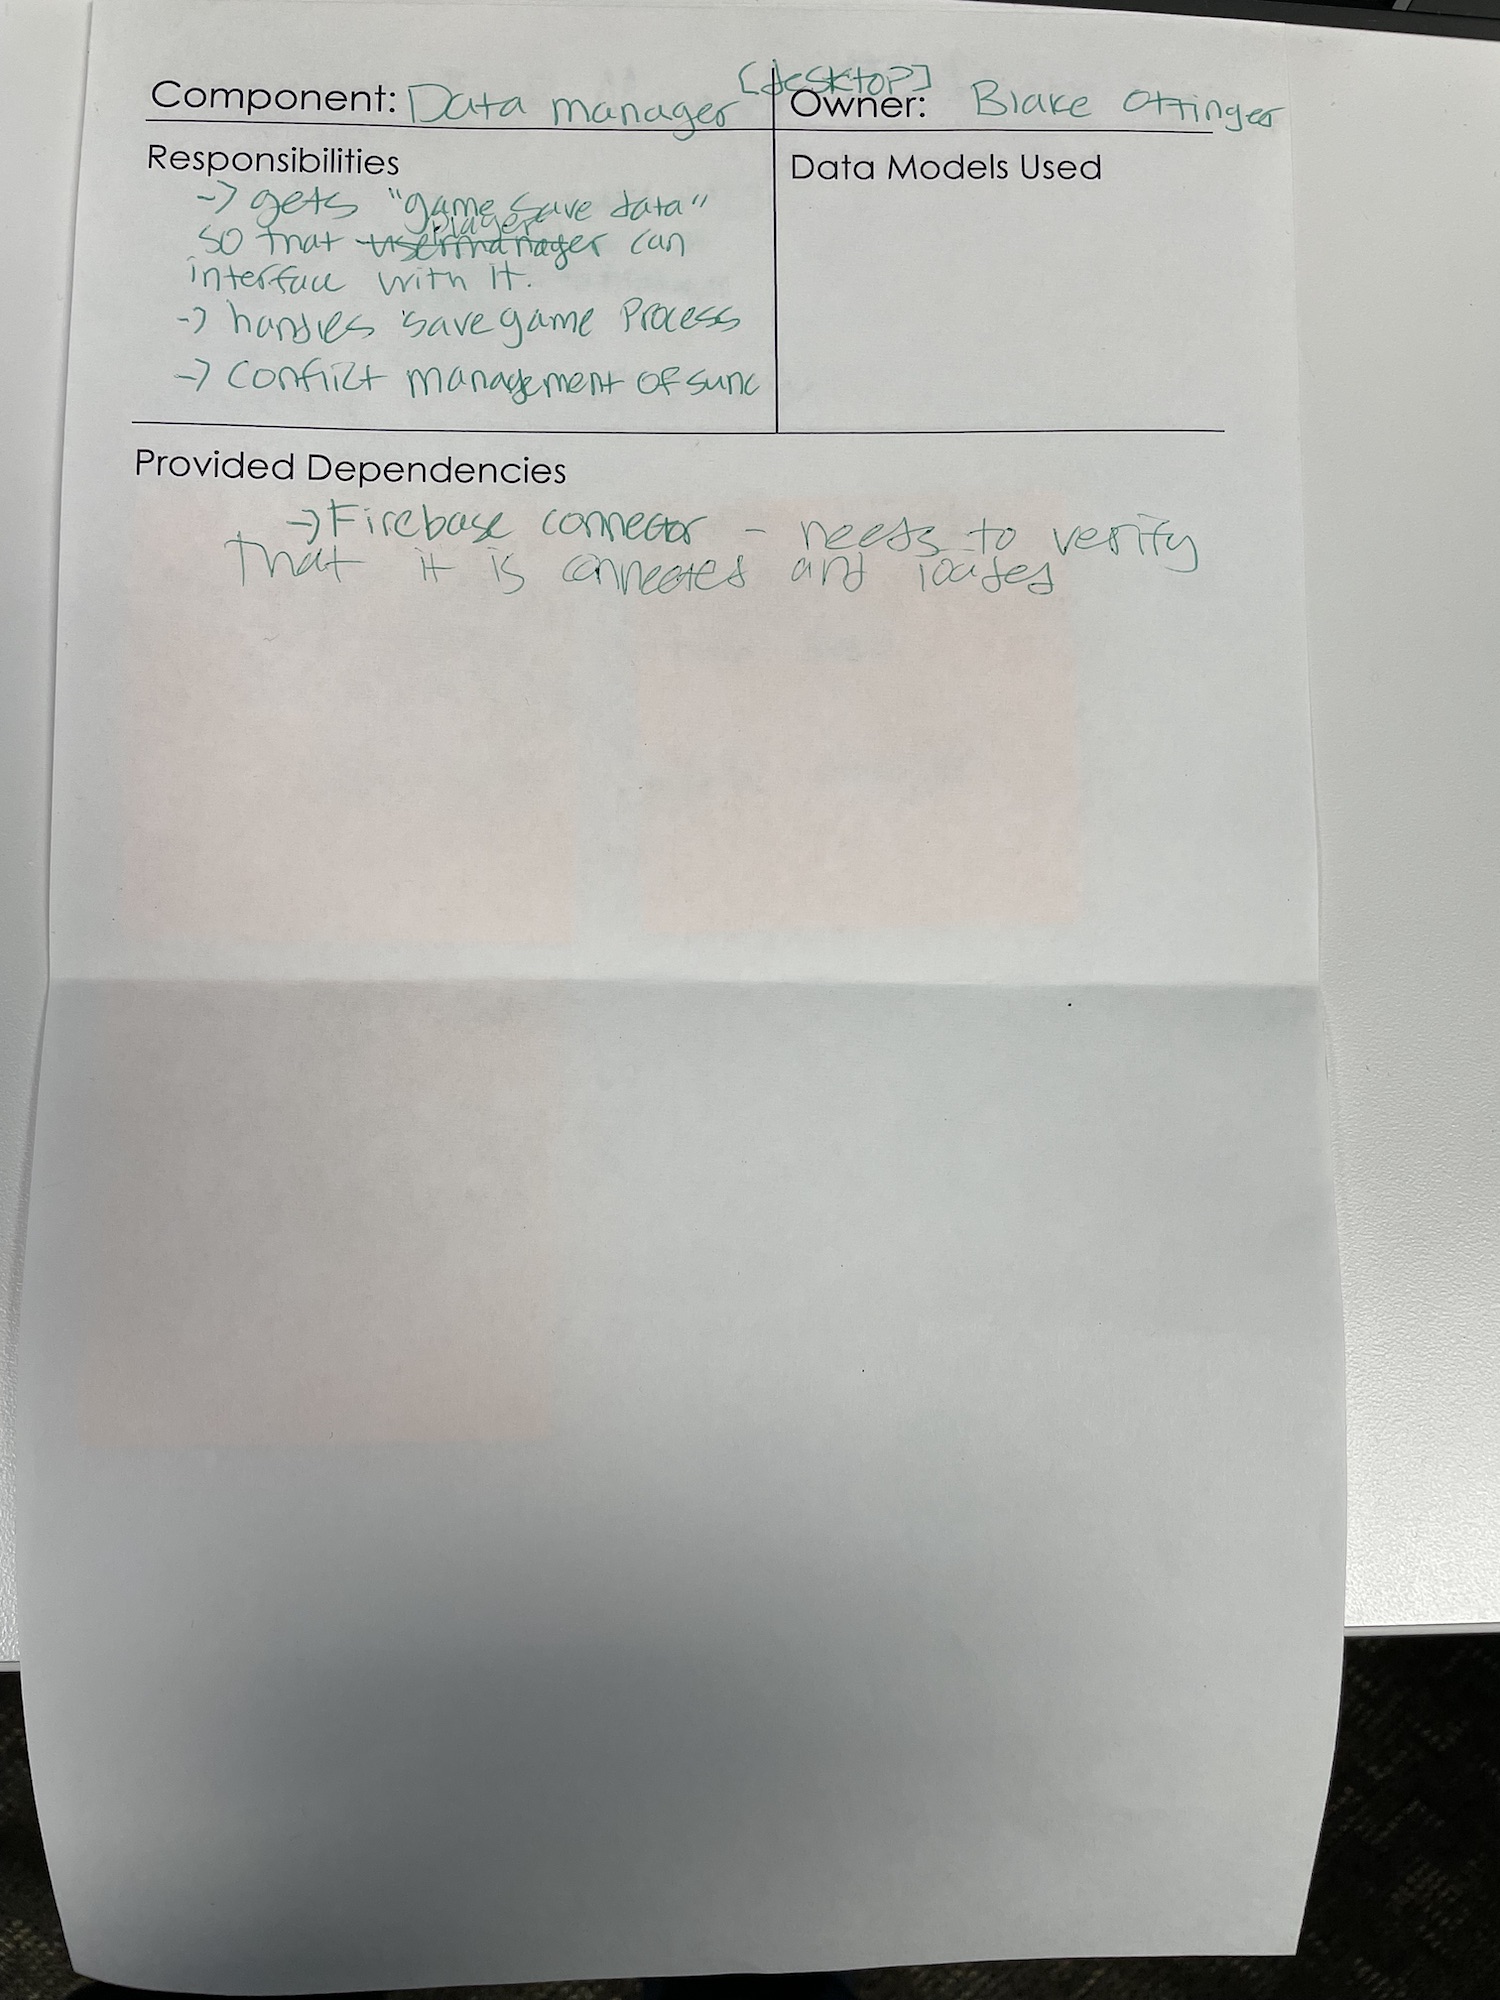 [desktop]
Component: Data manager
Owner: Blake Ottinger
Responsibilities
-> gets "game save data"
player
so that usermanager can
interface with it.
-> handles save game process
-> conflict management of sync
Data Models Used
Provided Dependencies
-> Firebase connector - needs to verify
that it is connected and loaded